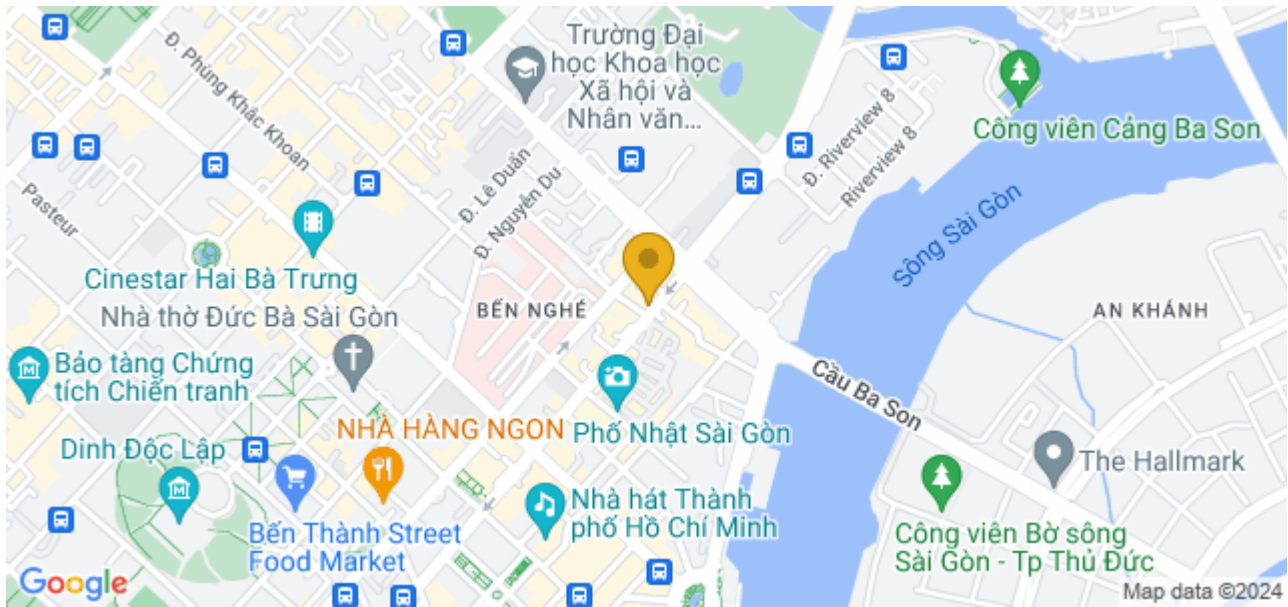 Đ. Phùng Khắc Khoan
Trường Đại
học Khoa học
Xã hội và
Nhân văn...
Đ. Riverview 8
Riverview 8
Công viên Cảng Ba Son
Pasteur
Đ. Lê Duẩn
Đ. Nguyễn Du
Sông Sài Gòn
Cinestar Hai Bà Trưng
Nhà thờ Đức Bà Sài Gòn
BẾN NGHÉ
AN KHÁNH
Bảo tàng Chứng
tích Chiến tranh
Cầu Ba Son
NHÀ HÀNG NGON
Phố Nhật Sài Gòn
Dinh Độc Lập
The Hallmark
Bến Thành Street
Food Market
Nhà hát Thành
phố Hồ Chí Minh
Công viên Bờ sông
Sài Gòn - Tp Thủ Đức
Google
Map data ©2024